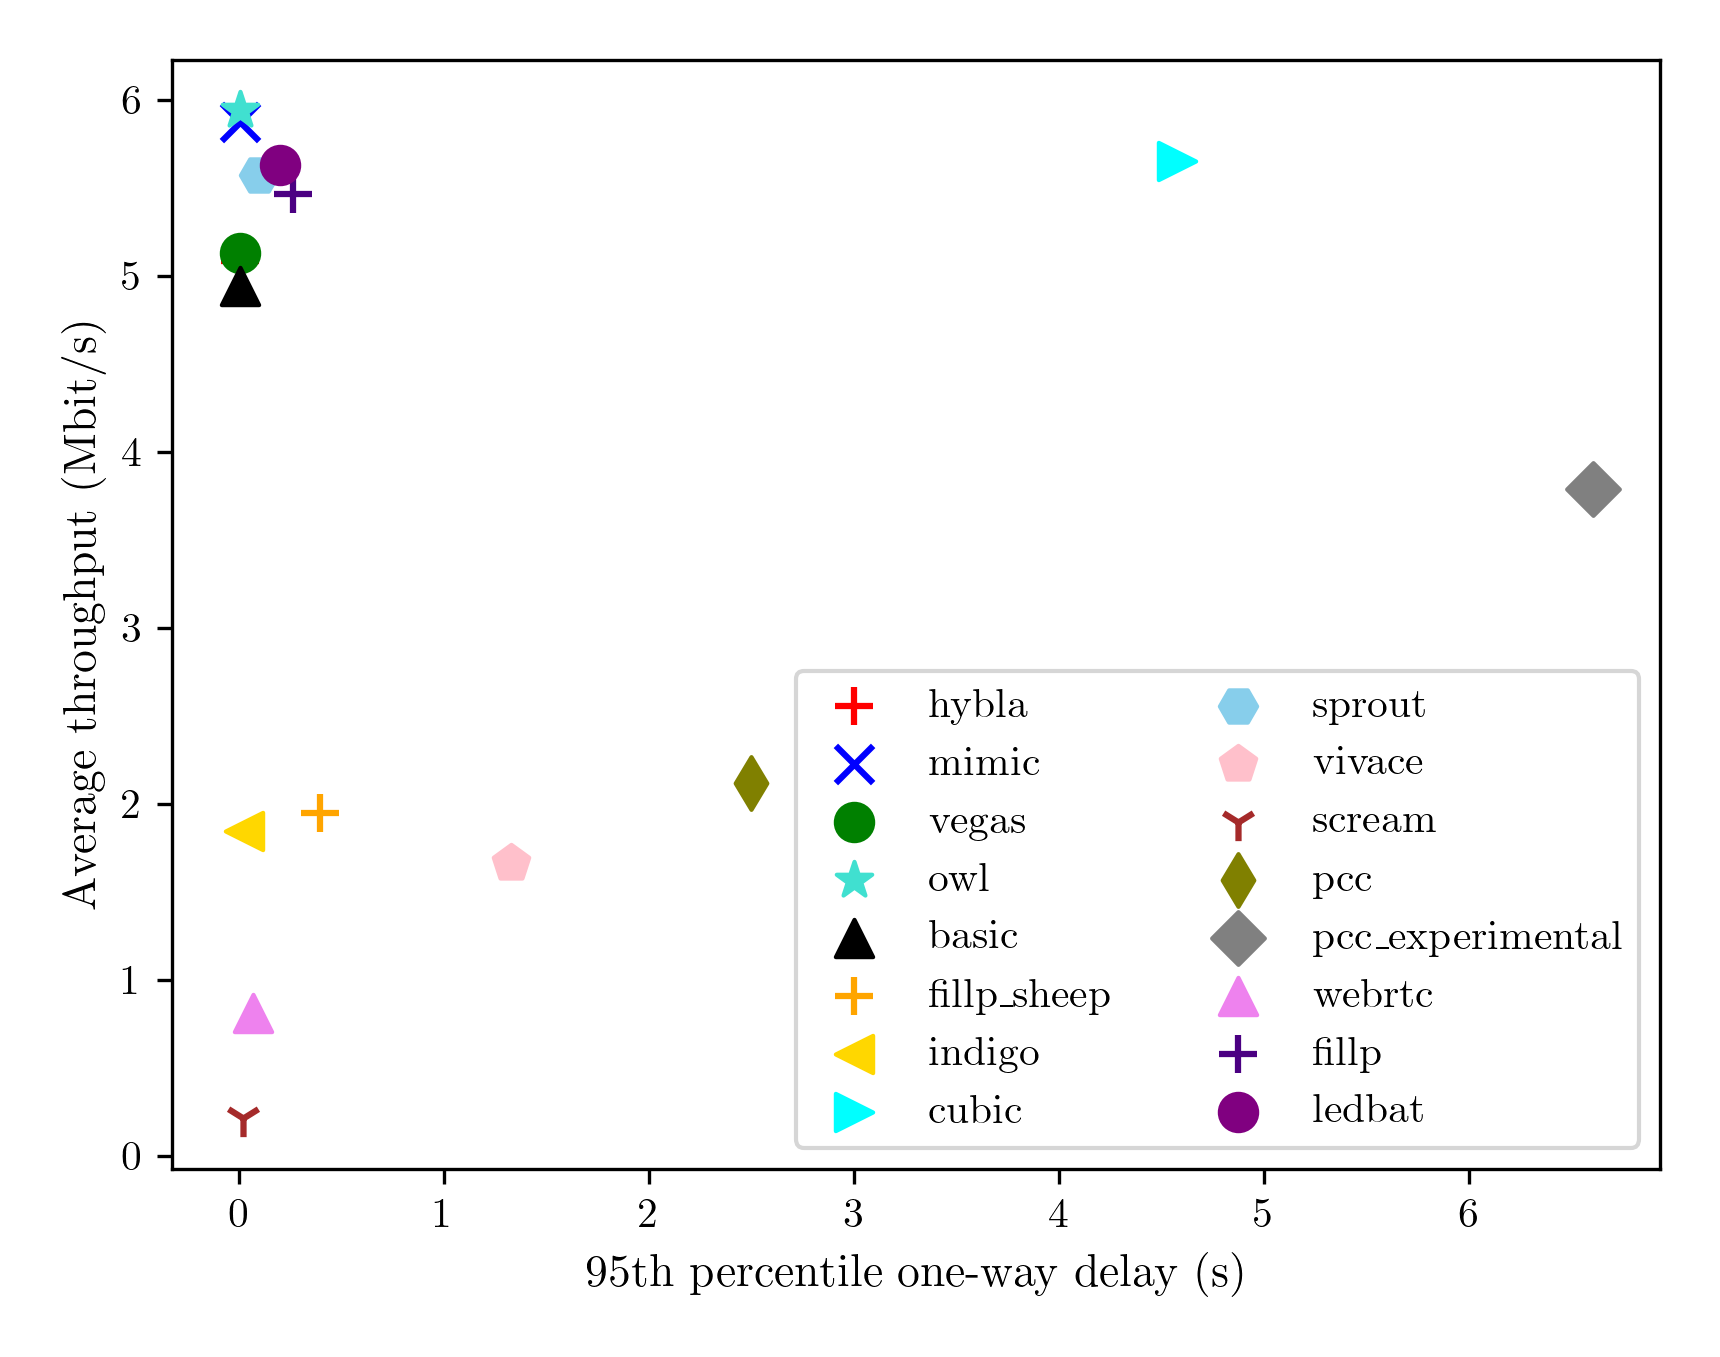 6
5
4
3
2
1
0
Average throughput (Mbit/s)
0 1 2 3 4 5 6
95th percentile one-way delay (s)
hybla
mimic
vegas
owl
basic
fillp_sheep
indigo
cubic
sprout
vivace
scream
pcc
pcc_experimental
webrtc
fillp
ledbat